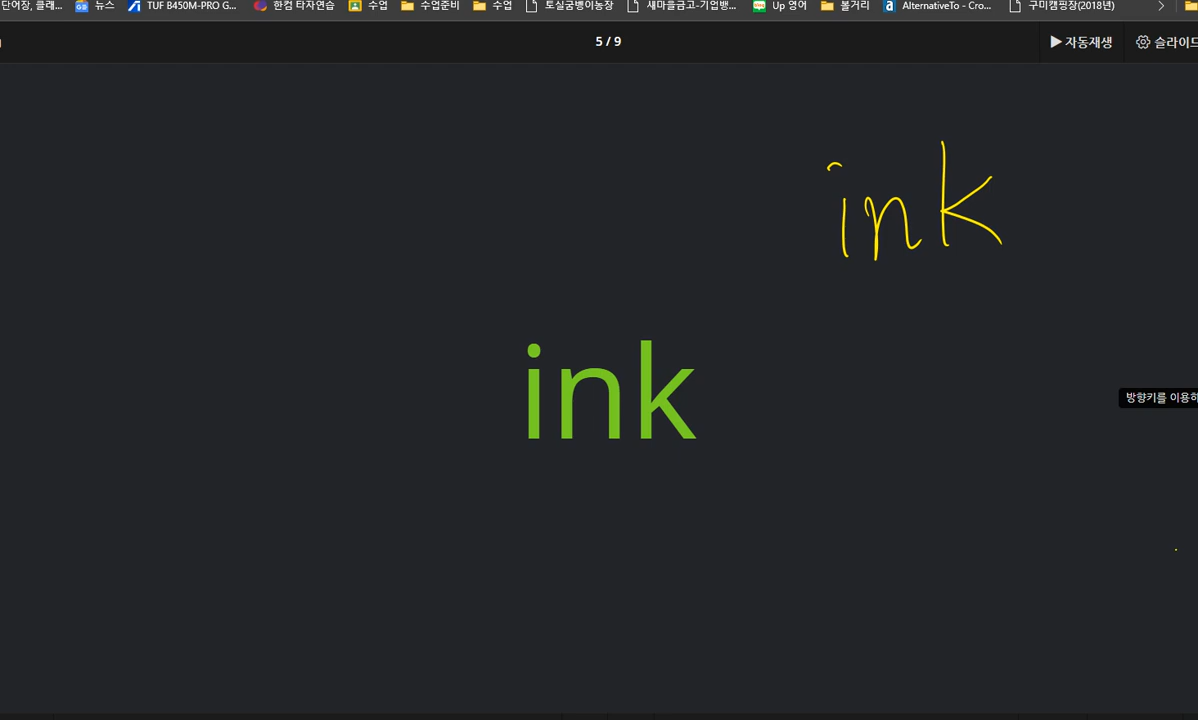 단어장, 클래... 뉴스 TUF B450M-PRO G... 한컴 타자연습 수업 수업준비 수업 토실굼벵이농장 새마을금고-기업뱅... Up 영어 볼거리 AlternativeTo - Cro... 구미캠핑장(2018년)
5 / 9 자동재생 슬라이드
ink
ink
방향키를 이용하